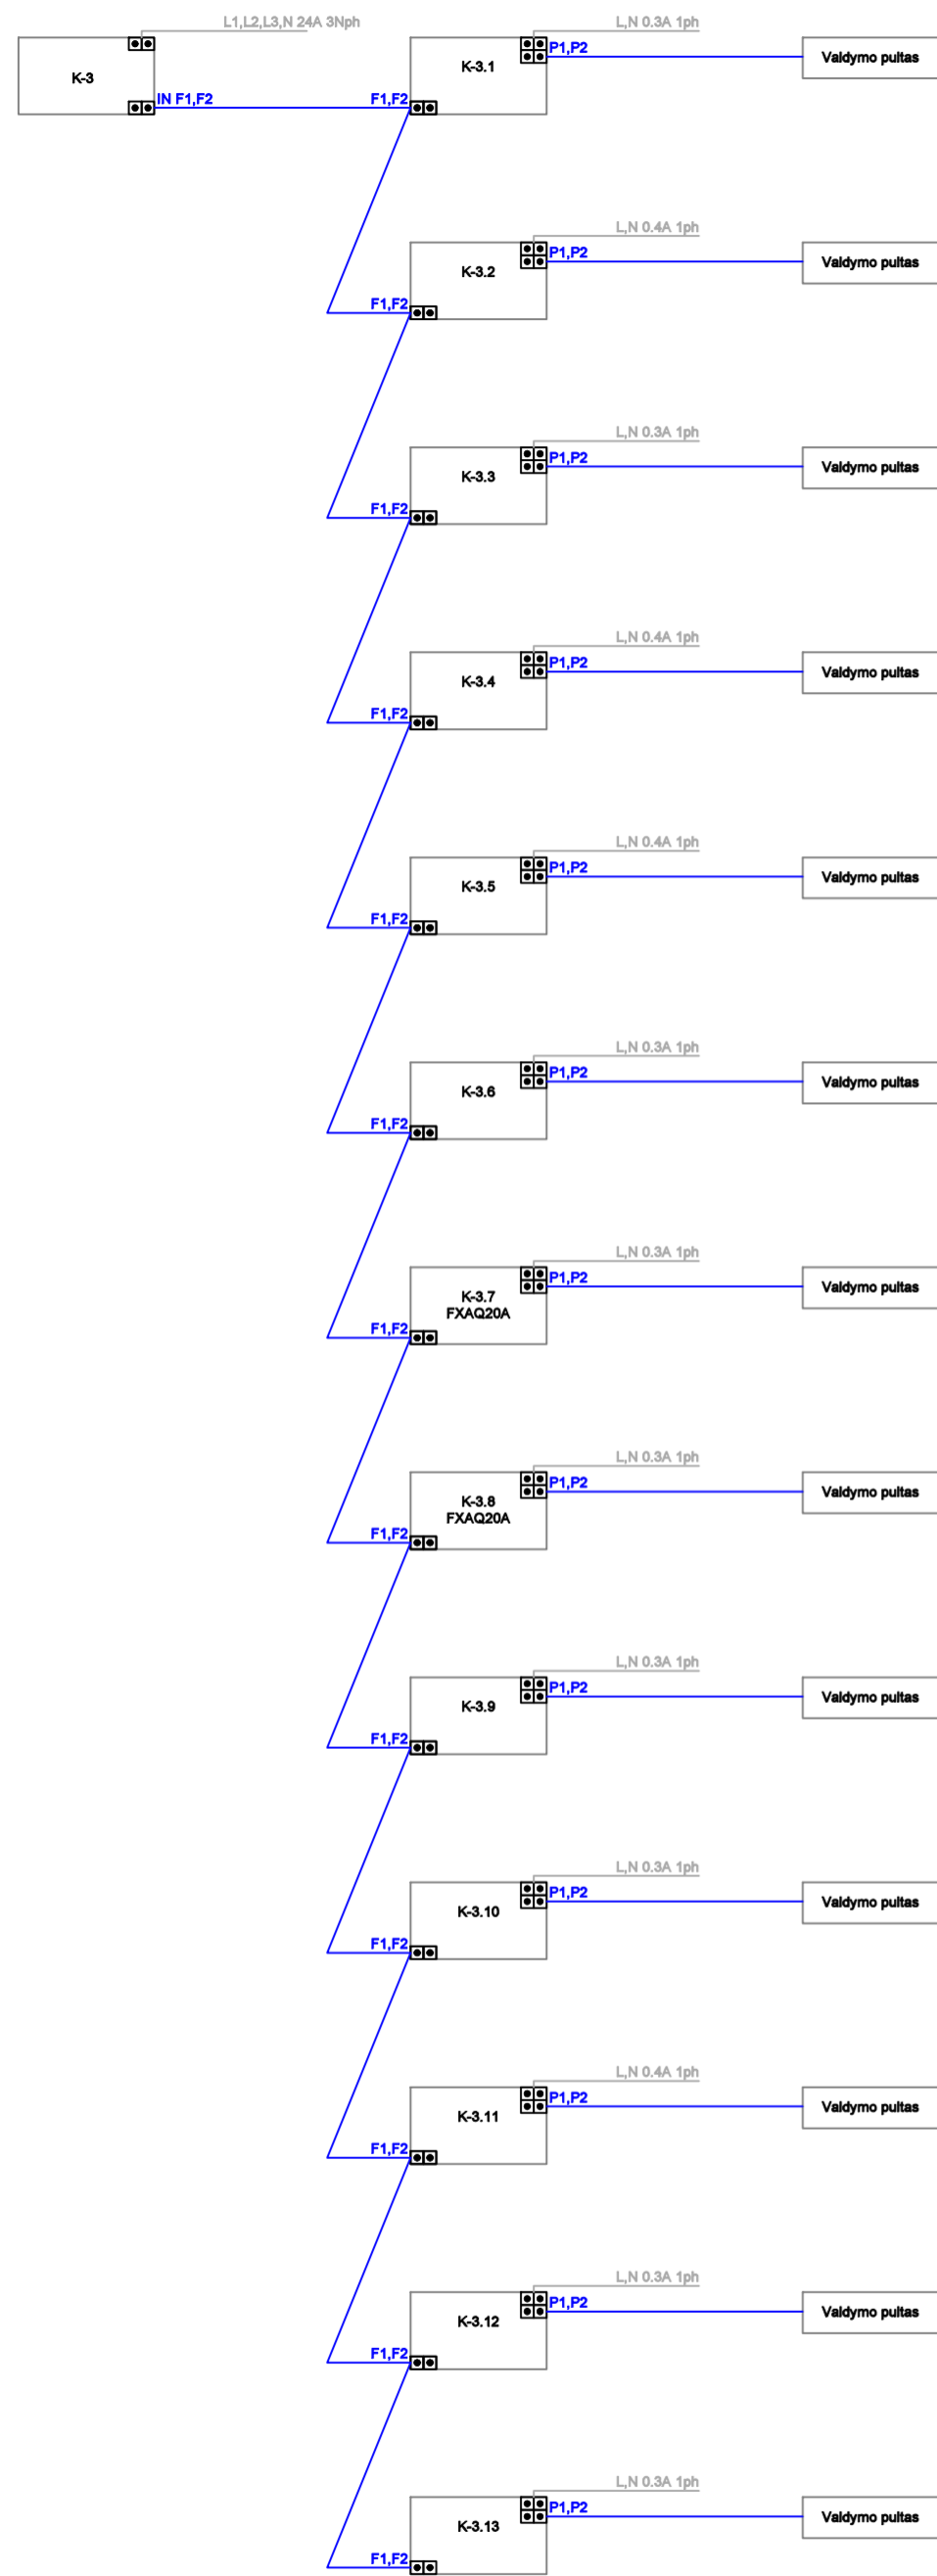 L1,L2,L3,N 24A 3Nph
K-3
IN F1,F2
L,N 0.3A 1ph
K-3.1
P1,P2
Valdymo pultas
F1,F2
L,N 0.4A 1ph
K-3.2
P1,P2
Valdymo pultas
F1,F2
L,N 0.3A 1ph
K-3.3
P1,P2
Valdymo pultas
F1,F2
L,N 0.4A 1ph
K-3.4
P1,P2
Valdymo pultas
F1,F2
L,N 0.4A 1ph
K-3.5
P1,P2
Valdymo pultas
F1,F2
L,N 0.3A 1ph
K-3.6
P1,P2
Valdymo pultas
F1,F2
L,N 0.3A 1ph
K-3.7
FXAQ20A
P1,P2
Valdymo pultas
F1,F2
L,N 0.3A 1ph
K-3.8
FXAQ20A
P1,P2
Valdymo pultas
F1,F2
L,N 0.3A 1ph
K-3.9
P1,P2
Valdymo pultas
F1,F2
L,N 0.3A 1ph
K-3.10
P1,P2
Valdymo pultas
F1,F2
L,N 0.4A 1ph
K-3.11
P1,P2
Valdymo pultas
F1,F2
L,N 0.3A 1ph
K-3.12
P1,P2
Valdymo pultas
F1,F2
L,N 0.3A 1ph
K-3.13
P1,P2
Valdymo pultas
F1,F2